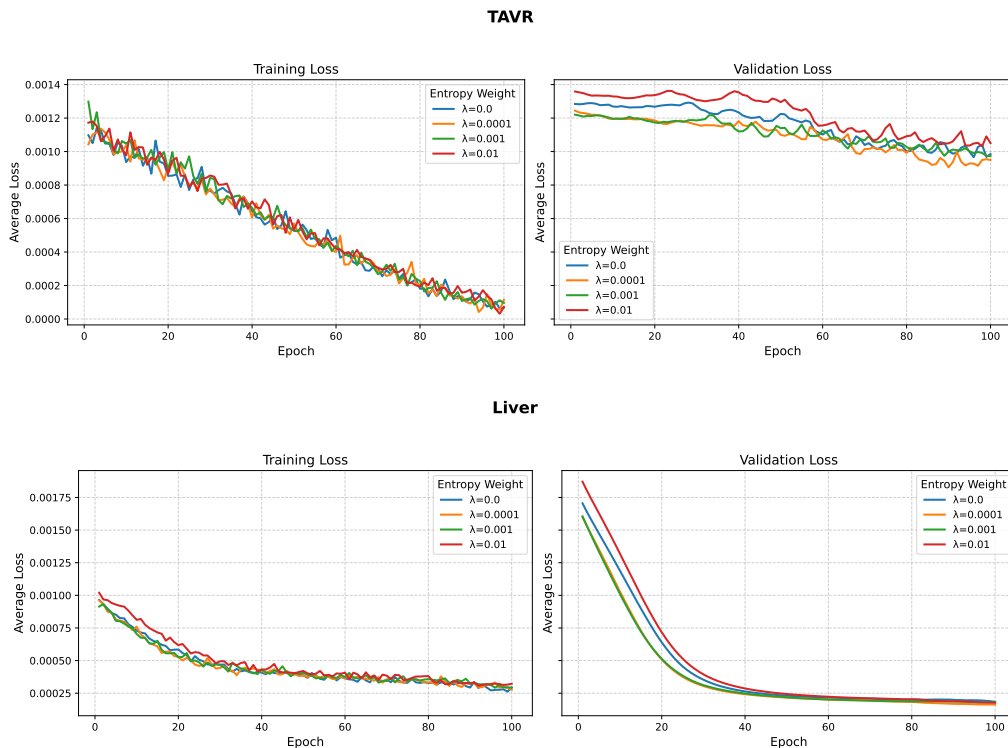 TAVR
Training Loss
Average Loss
0.0014
0.0012
0.0010
0.0008
0.0006
0.0004
0.0002
0.0000
Entropy Weight
λ=0.0
λ=0.0001
λ=0.001
λ=0.01
0 20 40 60 80 100
Epoch
Validation Loss
Average Loss
Entropy Weight
λ=0.0
λ=0.0001
λ=0.001
λ=0.01
0 20 40 60 80 100
Epoch
Liver
Training Loss
Average Loss
0.00175
0.00150
0.00125
0.00100
0.00075
0.00050
0.00025
Entropy Weight
λ=0.0
λ=0.0001
λ=0.001
λ=0.01
0 20 40 60 80 100
Epoch
Validation Loss
Average Loss
Entropy Weight
λ=0.0
λ=0.0001
λ=0.001
λ=0.01
0 20 40 60 80 100
Epoch